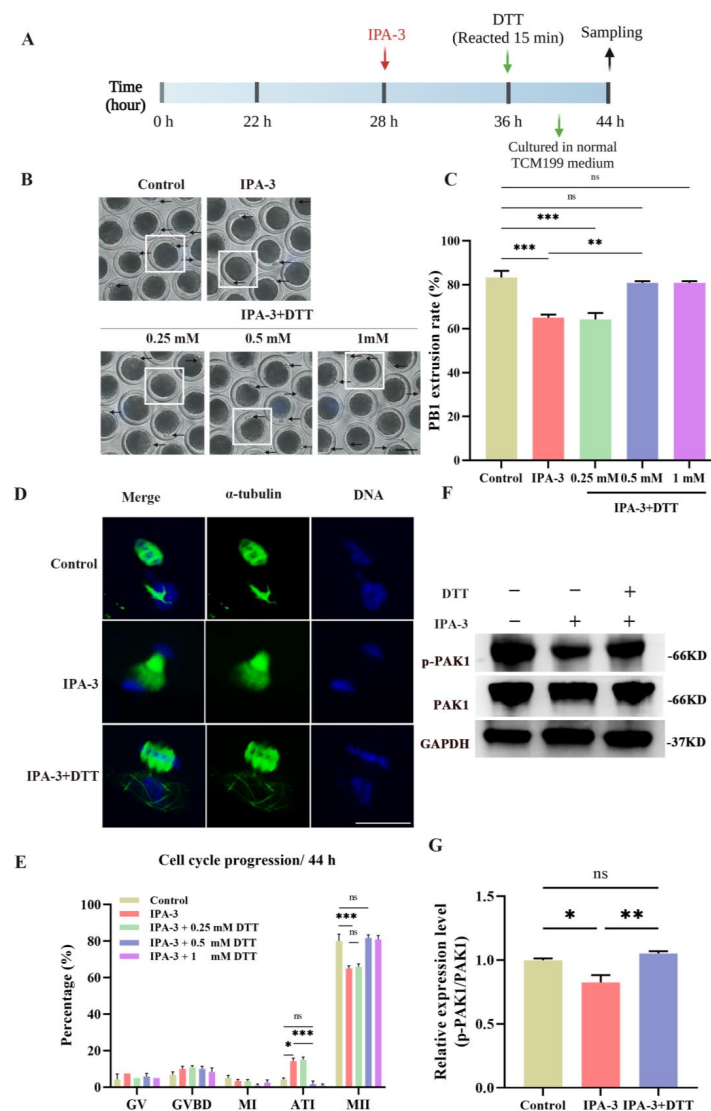 A
IPA-3
DTT
(Reacted 15 min)
Sampling
Time
(hour)
0 h 22 h 28 h 36 h 44 h
Cultured in normal
TCM199 medium
B
Control IPA-3
IPA-3+DTT
0.25 mM 0.5 mM 1mM
C
ns
ns
***
*** **
PB1 extrusion rate (%)
100
80
60
40
20
0
Control IPA-3 0.25 mM 0.5 mM 1 mM
IPA-3+DTT
D
Merge α-tubulin DNA
Control
IPA-3
IPA-3+DTT
E
Cell cycle progression/ 44 h
Control
IPA-3
IPA-3 + 0.25 mM DTT
IPA-3 + 0.5 mM DTT
IPA-3 + 1 mM DTT
Percentage (%)
100
80
60
40
20
0
ns
***
*
ns
***
ns
GV GVBD MI ATI MII
F
DTT − − +
IPA-3 − + +
p-PAK1 -66KD
PAK1 -66KD
GAPDH -37KD
G
ns
* **
Relative expression level
(p-PAK1/PAK1)
1.5
1.0
0.5
0.0
Control IPA-3 IPA-3+DTT